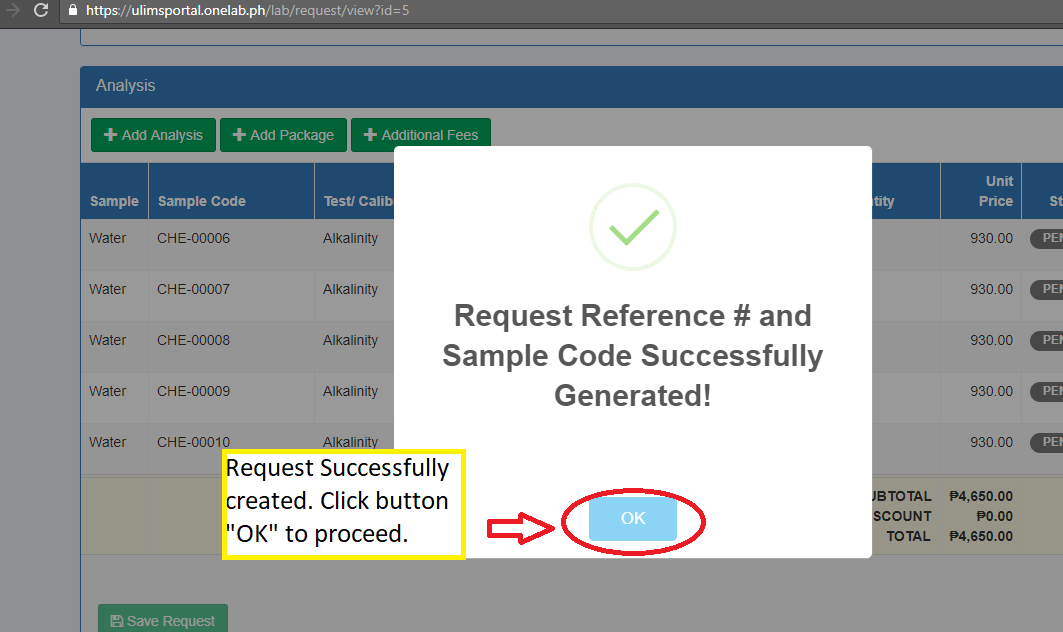 https://ulimsportal.onelab.ph/lab/request/view?id=5
Analysis
Add Analysis Add Package Additional Fees
Sample Sample Code Test/ Calib tity Unit Price St
Water CHE-00006 Alkalinity 930.00 PEN
Water CHE-00007 Alkalinity 930.00 PEN
Water CHE-00008 Alkalinity 930.00 PEN
Water CHE-00009 Alkalinity 930.00 PEN
Water CHE-00010 Alkalinity 930.00 PEN
UBTOTAL ₱4,650.00
SCOUNT ₱0.00
TOTAL ₱4,650.00
Request Reference # and
Sample Code Successfully
Generated!
OK
Request Successfully
created. Click button
"OK" to proceed.
Save Request